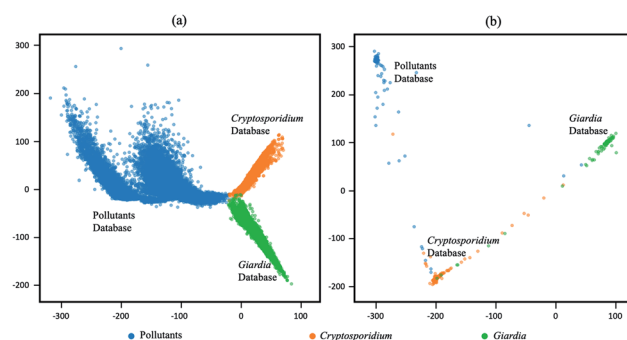 (a)
(b)
300
200
100
0
-100
-200
-300
-200
-100
0
100
Cryptosporidium
Database
Pollutants
Database
Giardia
Database
300
200
100
0
-100
-200
-300
-200
-100
0
100
Pollutants
Database
Giardia
Database
Cryptosporidium
Database
Pollutants
Cryptosporidium
Giardia